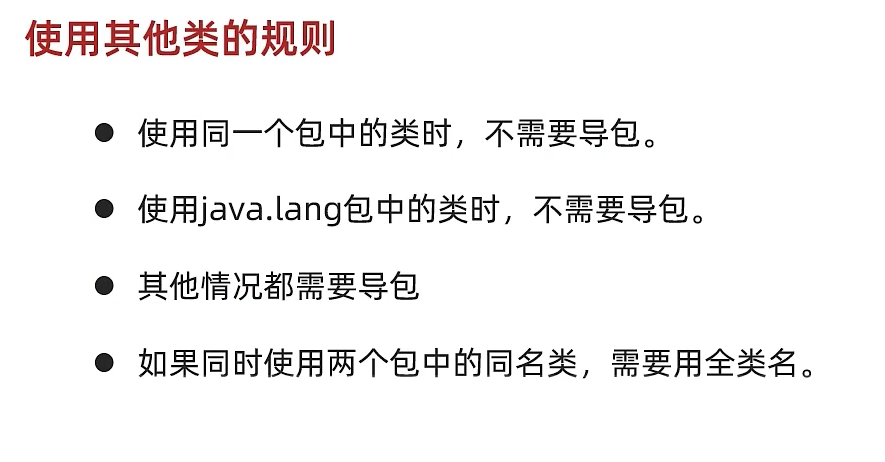 使用其他类的规则
● 使用同一个包中的类时，不需要导包。
● 使用java.lang包中的类时，不需要导包。
● 其他情况都需要导包
● 如果同时使用两个包中的同名类，需要用全类名。